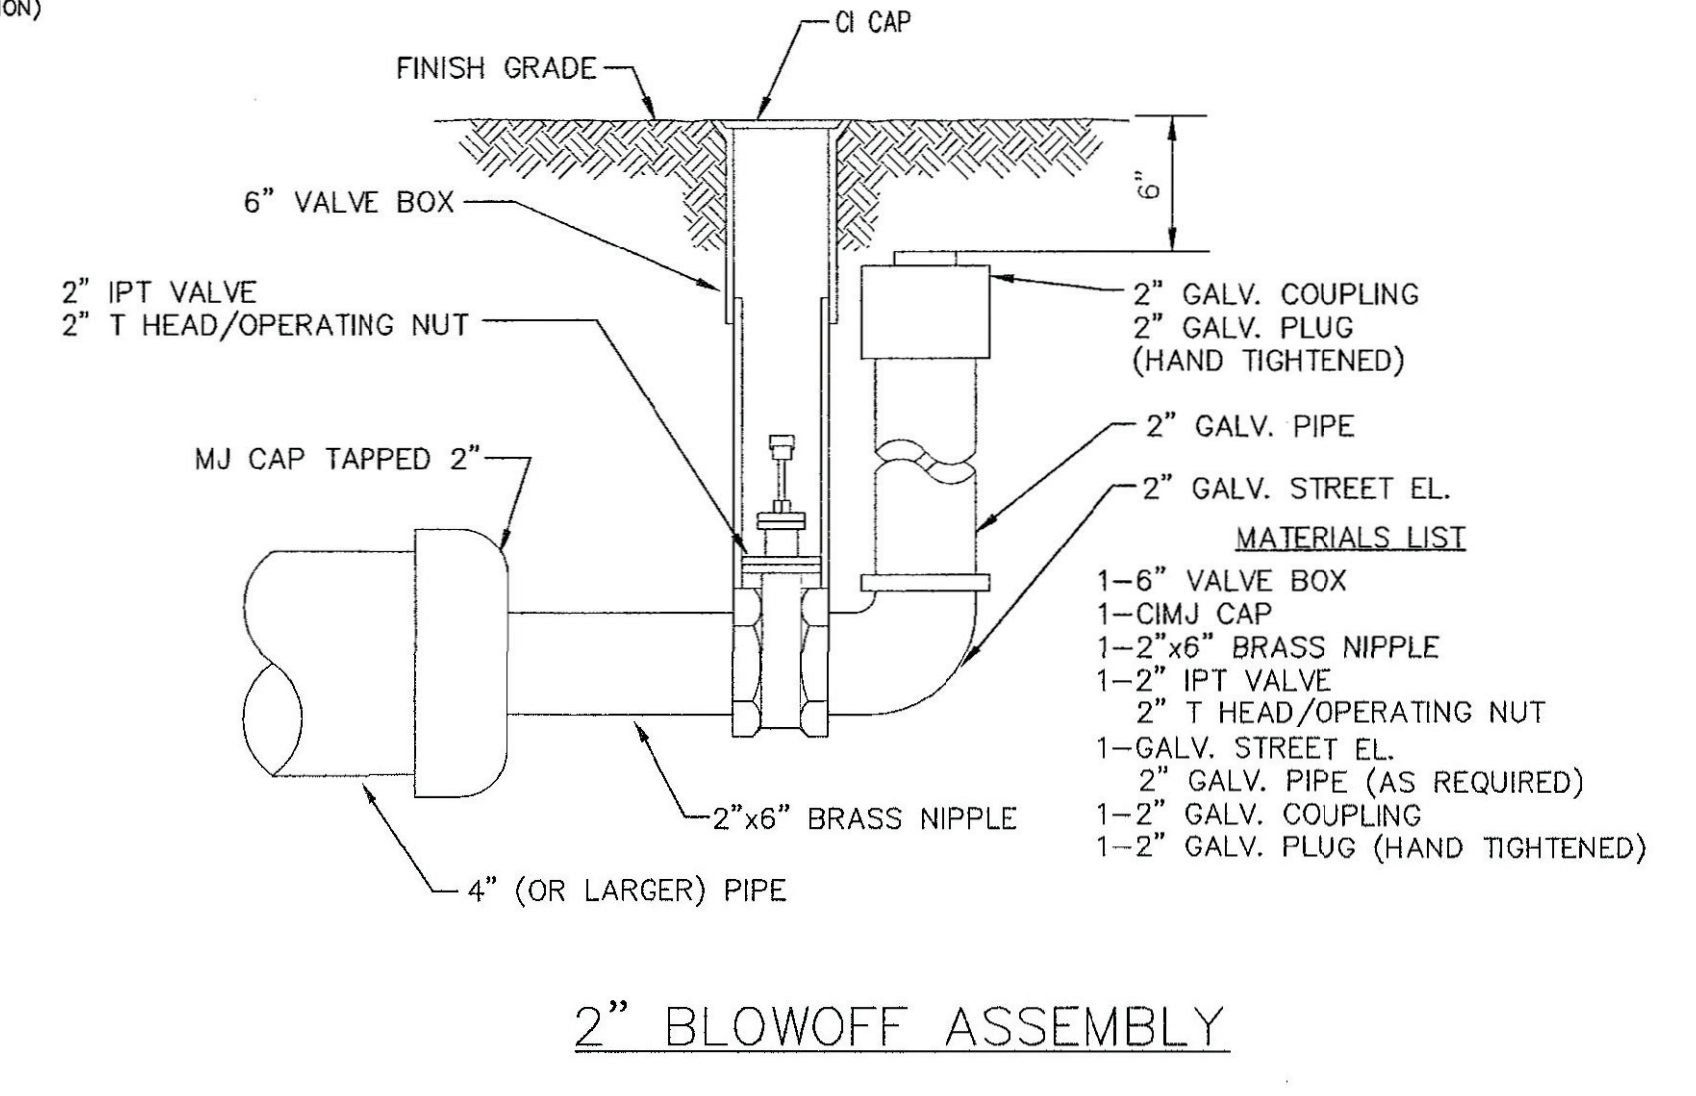 ION)
CI CAP
FINISH GRADE
6"
6" VALVE BOX
2" IPT VALVE
2" T HEAD/OPERATING NUT
2" GALV. COUPLING
2" GALV. PLUG
(HAND TIGHTENED)
2" GALV. PIPE
MJ CAP TAPPED 2"
2" GALV. STREET EL.
MATERIALS LIST
1-6" VALVE BOX
1-CIMJ CAP
1-2"x6" BRASS NIPPLE
1-2" IPT VALVE
2" T HEAD/OPERATING NUT
1-GALV. STREET EL.
2" GALV. PIPE (AS REQUIRED)
1-2" GALV. COUPLING
1-2" GALV. PLUG (HAND TIGHTENED)
2"x6" BRASS NIPPLE
4" (OR LARGER) PIPE
2" BLOWOFF ASSEMBLY